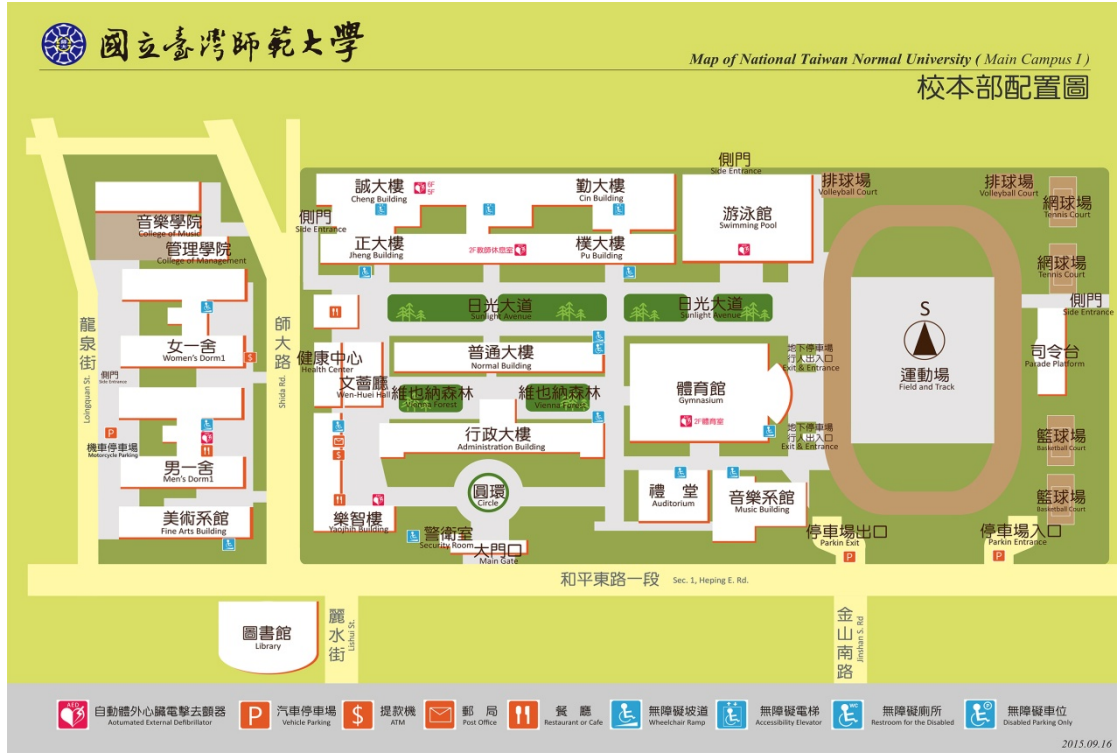 國立臺灣師範大學
Map of National Taiwan Normal University ( Main Campus I )
校本部配置圖
側門
Side Entrance
誠大樓
Cheng Building
6F
5F
勤大樓
Cin Building
游泳館
Swimming Pool
排球場
Volleyball Court
排球場
Volleyball Court
網球場
Tennis Court
音樂學院
College of Music
管理學院
College of Management
側門
Side Entrance
正大樓
Jheng Building
2F教師休息室
樸大樓
Pu Building
網球場
Tennis Court
側門
Side Entrance
日光大道
Sunlight Avenue
日光大道
Sunlight Avenue
S
龍泉街
Loingquan St.
師大路
Shida Rd.
女一舍
Women's Dorm1
健康中心
Health Center
普通大樓
Normal Building
地下停車場
行人出入口
Exit & Entrance
運動場
Field and Track
司令台
Parade Platform
側門
Side Entrance
文薈廳
Wen-Huei Hall
維也納森林
Vienna Forest
維也納森林
Vienna Forest
體育館
Gymnasium
2F體育室
地下停車場
行人出入口
Exit & Entrance
機車停車場
Motorcycle Parking
行政大樓
Administration Building
籃球場
Basketball Court
男一舍
Men's Dorm1
圓環
Circle
禮 堂
Auditorium
音樂系館
Music Building
籃球場
Basketball Court
美術系館
Fine Arts Building
樂智樓
Yaojhih Building
警衛室
Security Room
大門口
Main Gate
停車場出口
Parkin Exit
停車場入口
Parkin Entrance
和平東路一段 Sec. 1, Heping E. Rd.
圖書館
Library
麗水街
Lishui St.
金山南路
Jinshan S. Rd
AED
自動體外心臟電擊去顫器
Aotumated External Defibrillator
P
汽車停車場
Vehicle Parking
$
提款機
ATM
郵 局
Post Office
餐 廳
Restaurant or Cafe
無障礙坡道
Wheelchair Ramp
無障礙電梯
Accessibility Elevator
WC
無障礙廁所
Restroom for the Disabled
P
無障礙車位
Disabled Parking Only
2015.09.16